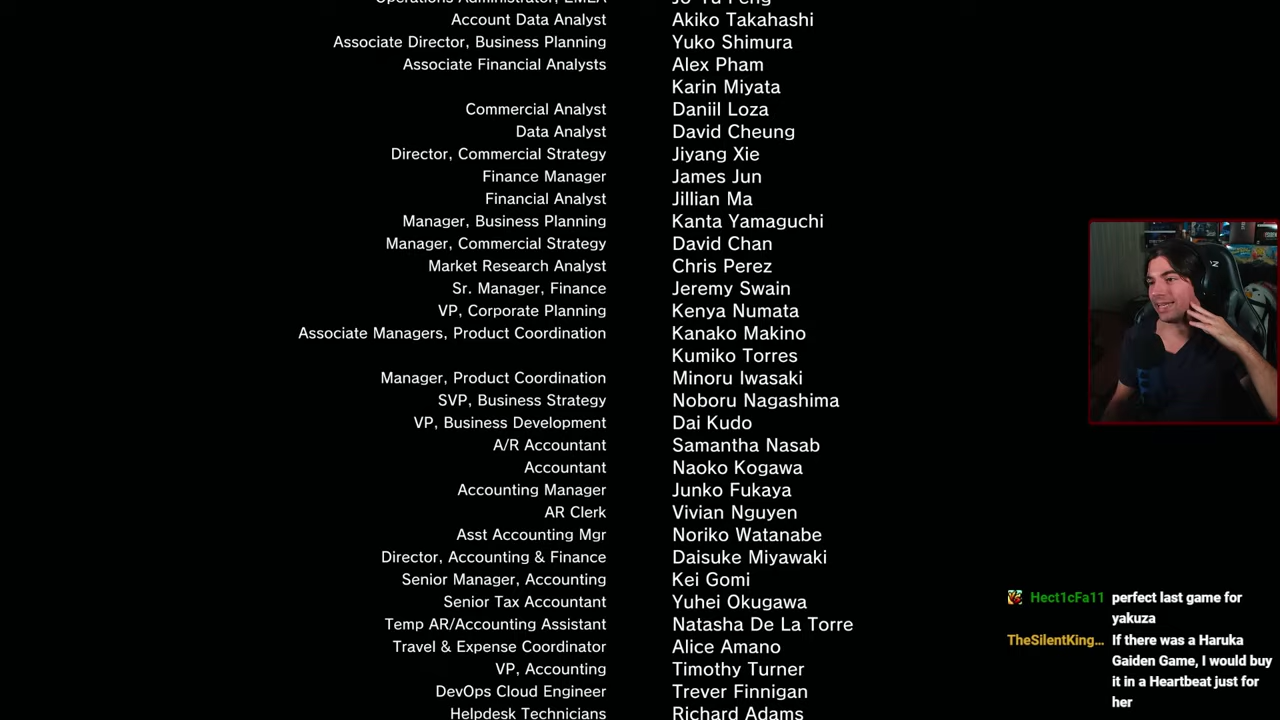 Operations Administrator, EMEA Jo-Yu Peng
Account Data Analyst Akiko Takahashi
Associate Director, Business Planning Yuko Shimura
Associate Financial Analysts Alex Pham
Karin Miyata
Commercial Analyst Daniil Loza
Data Analyst David Cheung
Director, Commercial Strategy Jiyang Xie
Finance Manager James Jun
Financial Analyst Jillian Ma
Manager, Business Planning Kanta Yamaguchi
Manager, Commercial Strategy David Chan
Market Research Analyst Chris Perez
Sr. Manager, Finance Jeremy Swain
VP, Corporate Planning Kenya Numata
Associate Managers, Product Coordination Kanako Makino
Kumiko Torres
Manager, Product Coordination Minoru Iwasaki
SVP, Business Strategy Noboru Nagashima
VP, Business Development Dai Kudo
A/R Accountant Samantha Nasab
Accountant Naoko Kogawa
Accounting Manager Junko Fukaya
AR Clerk Vivian Nguyen
Asst Accounting Mgr Noriko Watanabe
Director, Accounting & Finance Daisuke Miyawaki
Senior Manager, Accounting Kei Gomi
Senior Tax Accountant Yuhei Okugawa
Temp AR/Accounting Assistant Natasha De La Torre
Travel & Expense Coordinator Alice Amano
VP, Accounting Timothy Turner
DevOps Cloud Engineer Trever Finnigan
Helpdesk Technicians Richard Adams
Hect1cFa11 perfect last game for
yakuza
TheSilentKing... If there was a Haruka
Gaiden Game, I would buy
it in a Heartbeat just for
her